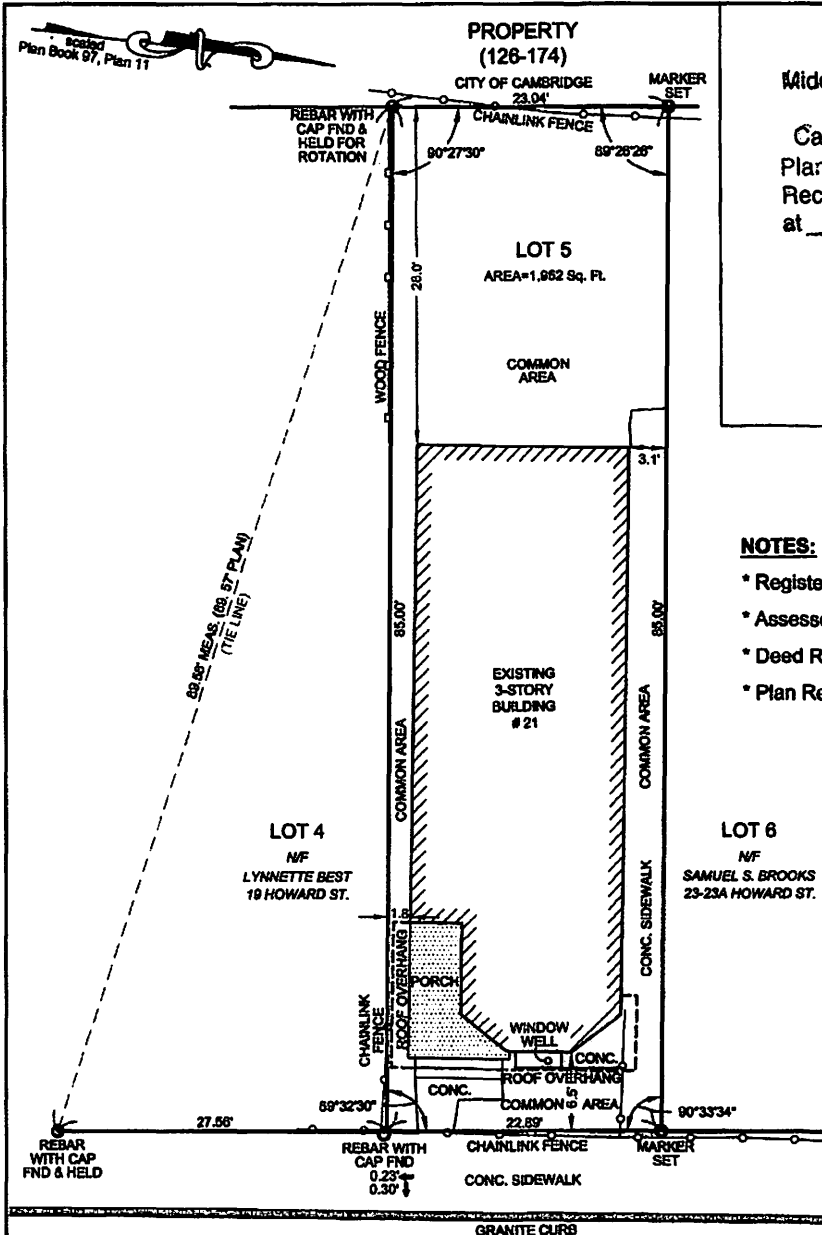 scaled
Plan Book 97, Plan 11
PROPERTY
(126-174)
CITY OF CAMBRIDGE
23.04'
CHAINLINK FENCE
MARKER
SET
REBAR WITH
CAP FND &
HELD FOR
ROTATION
90°27'30"
89°26'26"
LOT 5
AREA=1,952 Sq. Ft.
28.0'
WOOD FENCE
COMMON
AREA
3.1'
89.58' MEAS. (89.57' PLAN)
(TIE LINE)
85.00'
COMMON AREA
EXISTING
3-STORY
BUILDING
# 21
85.00'
COMMON AREA
CONC. SIDEWALK
LOT 4
N/F
LYNNETTE BEST
19 HOWARD ST.
LOT 6
N/F
SAMUEL S. BROOKS
23-23A HOWARD ST.
1.8'
ROOF OVERHANG
PORCH
CHAINLINK
FENCE
WINDOW
WELL
CONC.
ROOF OVERHANG
CONC.
COMMON AREA
6.5'
89°32'30"
90°33'34"
27.56'
22.89'
REBAR
WITH CAP
FND & HELD
REBAR WITH
CAP FND
0.23'
0.30'
CHAINLINK FENCE
MARKER
SET
CONC. SIDEWALK
GRANITE CURB
Midd
Ca
Plan
Rec
at
NOTES:
* Registe
* Assesse
* Deed R
* Plan Re